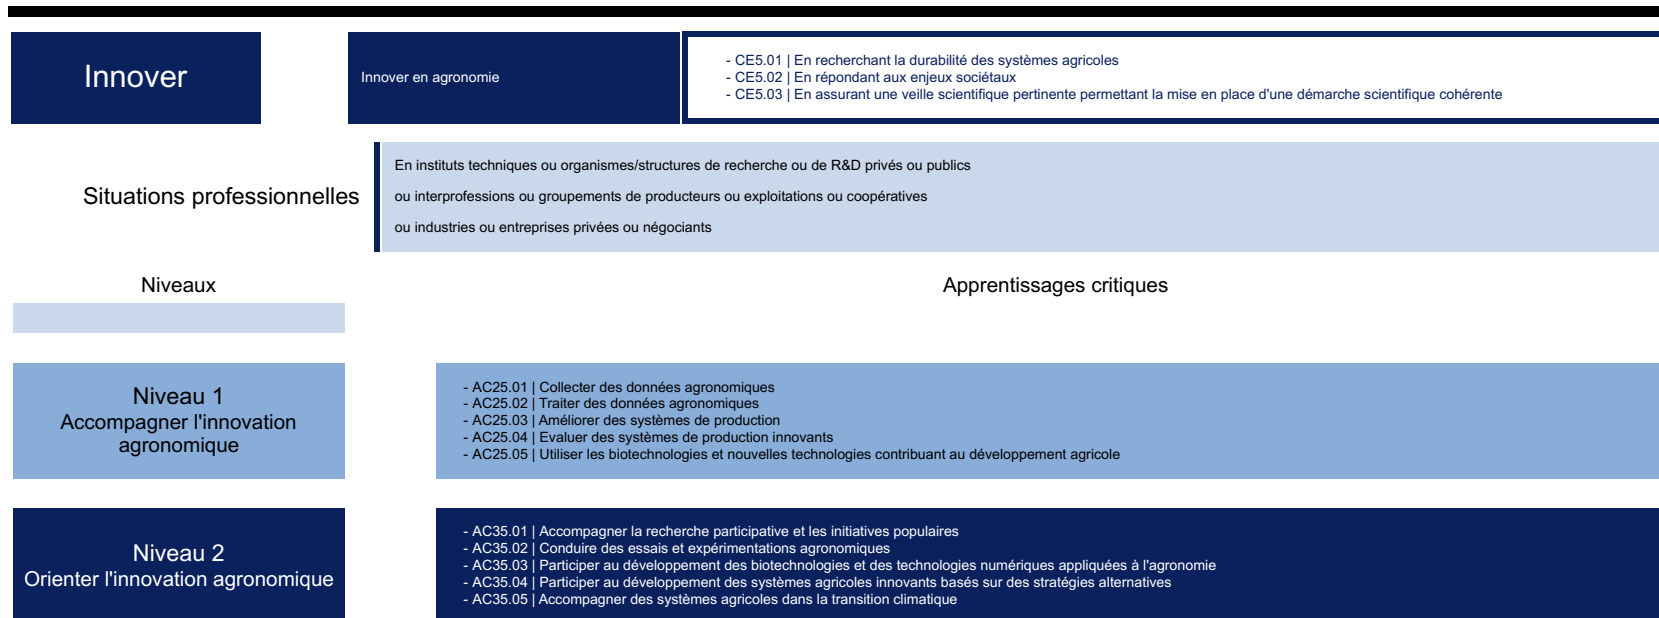 Innover
Innover en agronomie
- CE5.01 | En recherchant la durabilité des systèmes agricoles
- CE5.02 | En répondant aux enjeux sociétaux
- CE5.03 | En assurant une veille scientifique pertinente permettant la mise en place d'une démarche scientifique cohérente
Situations professionnelles
En instituts techniques ou organismes/structures de recherche ou de R&D privés ou publics
ou interprofessions ou groupements de producteurs ou exploitations ou coopératives
ou industries ou entreprises privées ou négociants
Niveaux
Apprentissages critiques
Niveau 1
Accompagner l'innovation
agronomique
- AC25.01 | Collecter des données agronomiques
- AC25.02 | Traiter des données agronomiques
- AC25.03 | Améliorer des systèmes de production
- AC25.04 | Evaluer des systèmes de production innovants
- AC25.05 | Utiliser les biotechnologies et nouvelles technologies contribuant au développement agricole
Niveau 2
Orienter l'innovation agronomique
- AC35.01 | Accompagner la recherche participative et les initiatives populaires
- AC35.02 | Conduire des essais et expérimentations agronomiques
- AC35.03 | Participer au développement des biotechnologies et des technologies numériques appliquées à l'agronomie
- AC35.04 | Participer au développement des systèmes agricoles innovants basés sur des stratégies alternatives
- AC35.05 | Accompagner des systèmes agricoles dans la transition climatique